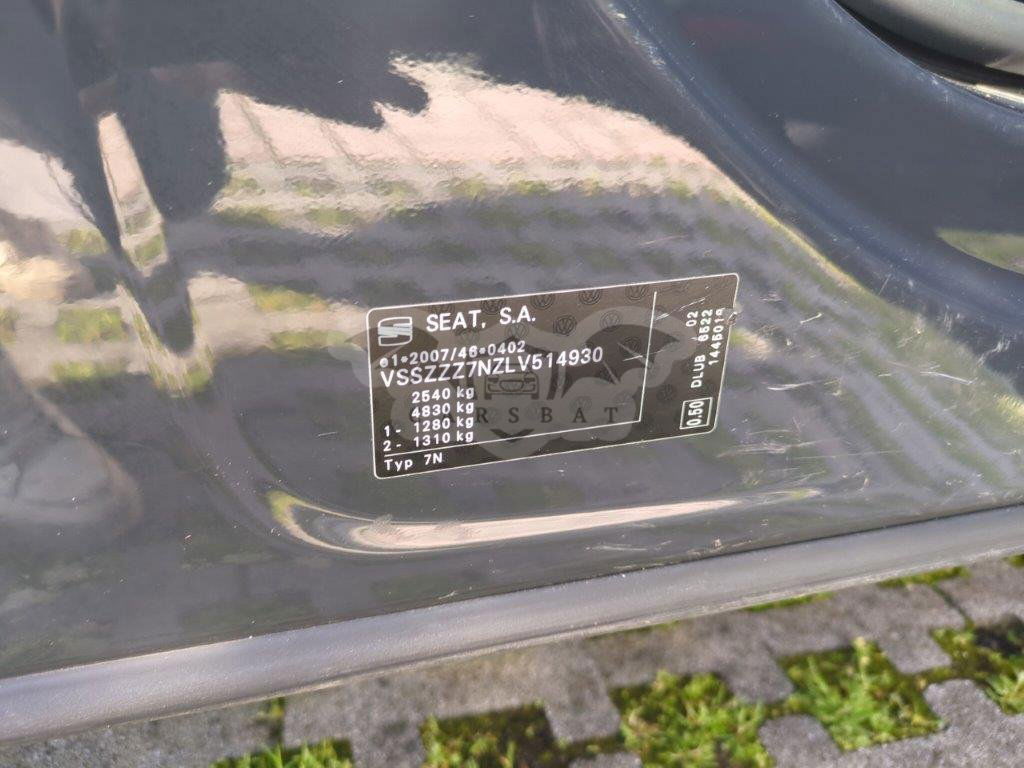 SEAT, S.A.
e1*2007/46*0402
VSSZZZ7NZLV514930
2540 kg
4830 kg
1- 1280 kg
2- 1310 kg
Typ 7N
CARSBAT
0.50
DLUB 6522 02